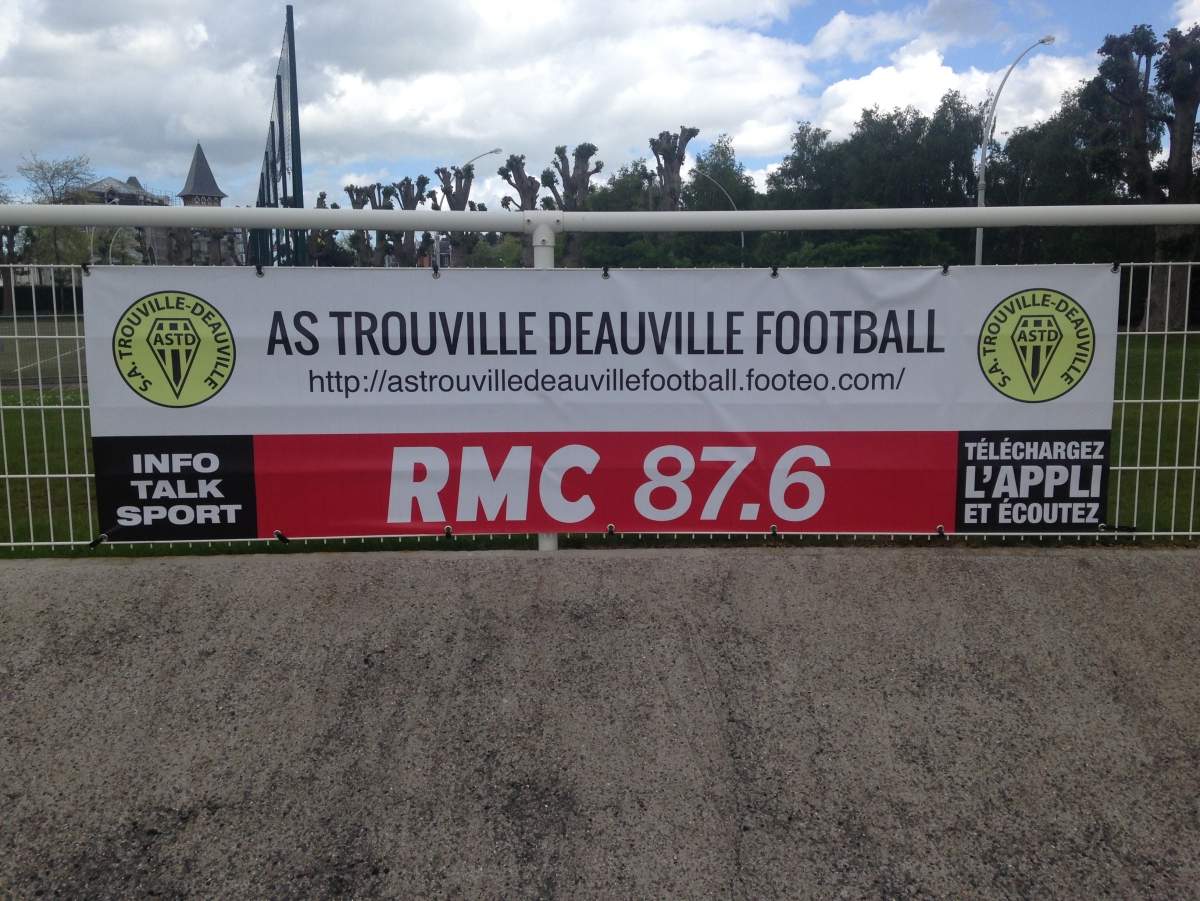 S.A. TROUVILLE-DEAUVILLE
ASTD
AS TROUVILLE DEAUVILLE FOOTBALL
http://astrouvilledeauvillefootball.footeo.com/
S.A. TROUVILLE-DEAUVILLE
ASTD
INFO
TALK
SPORT
RMC 87.6
TÉLÉCHARGEZ
L'APPLI
ET ÉCOUTEZ